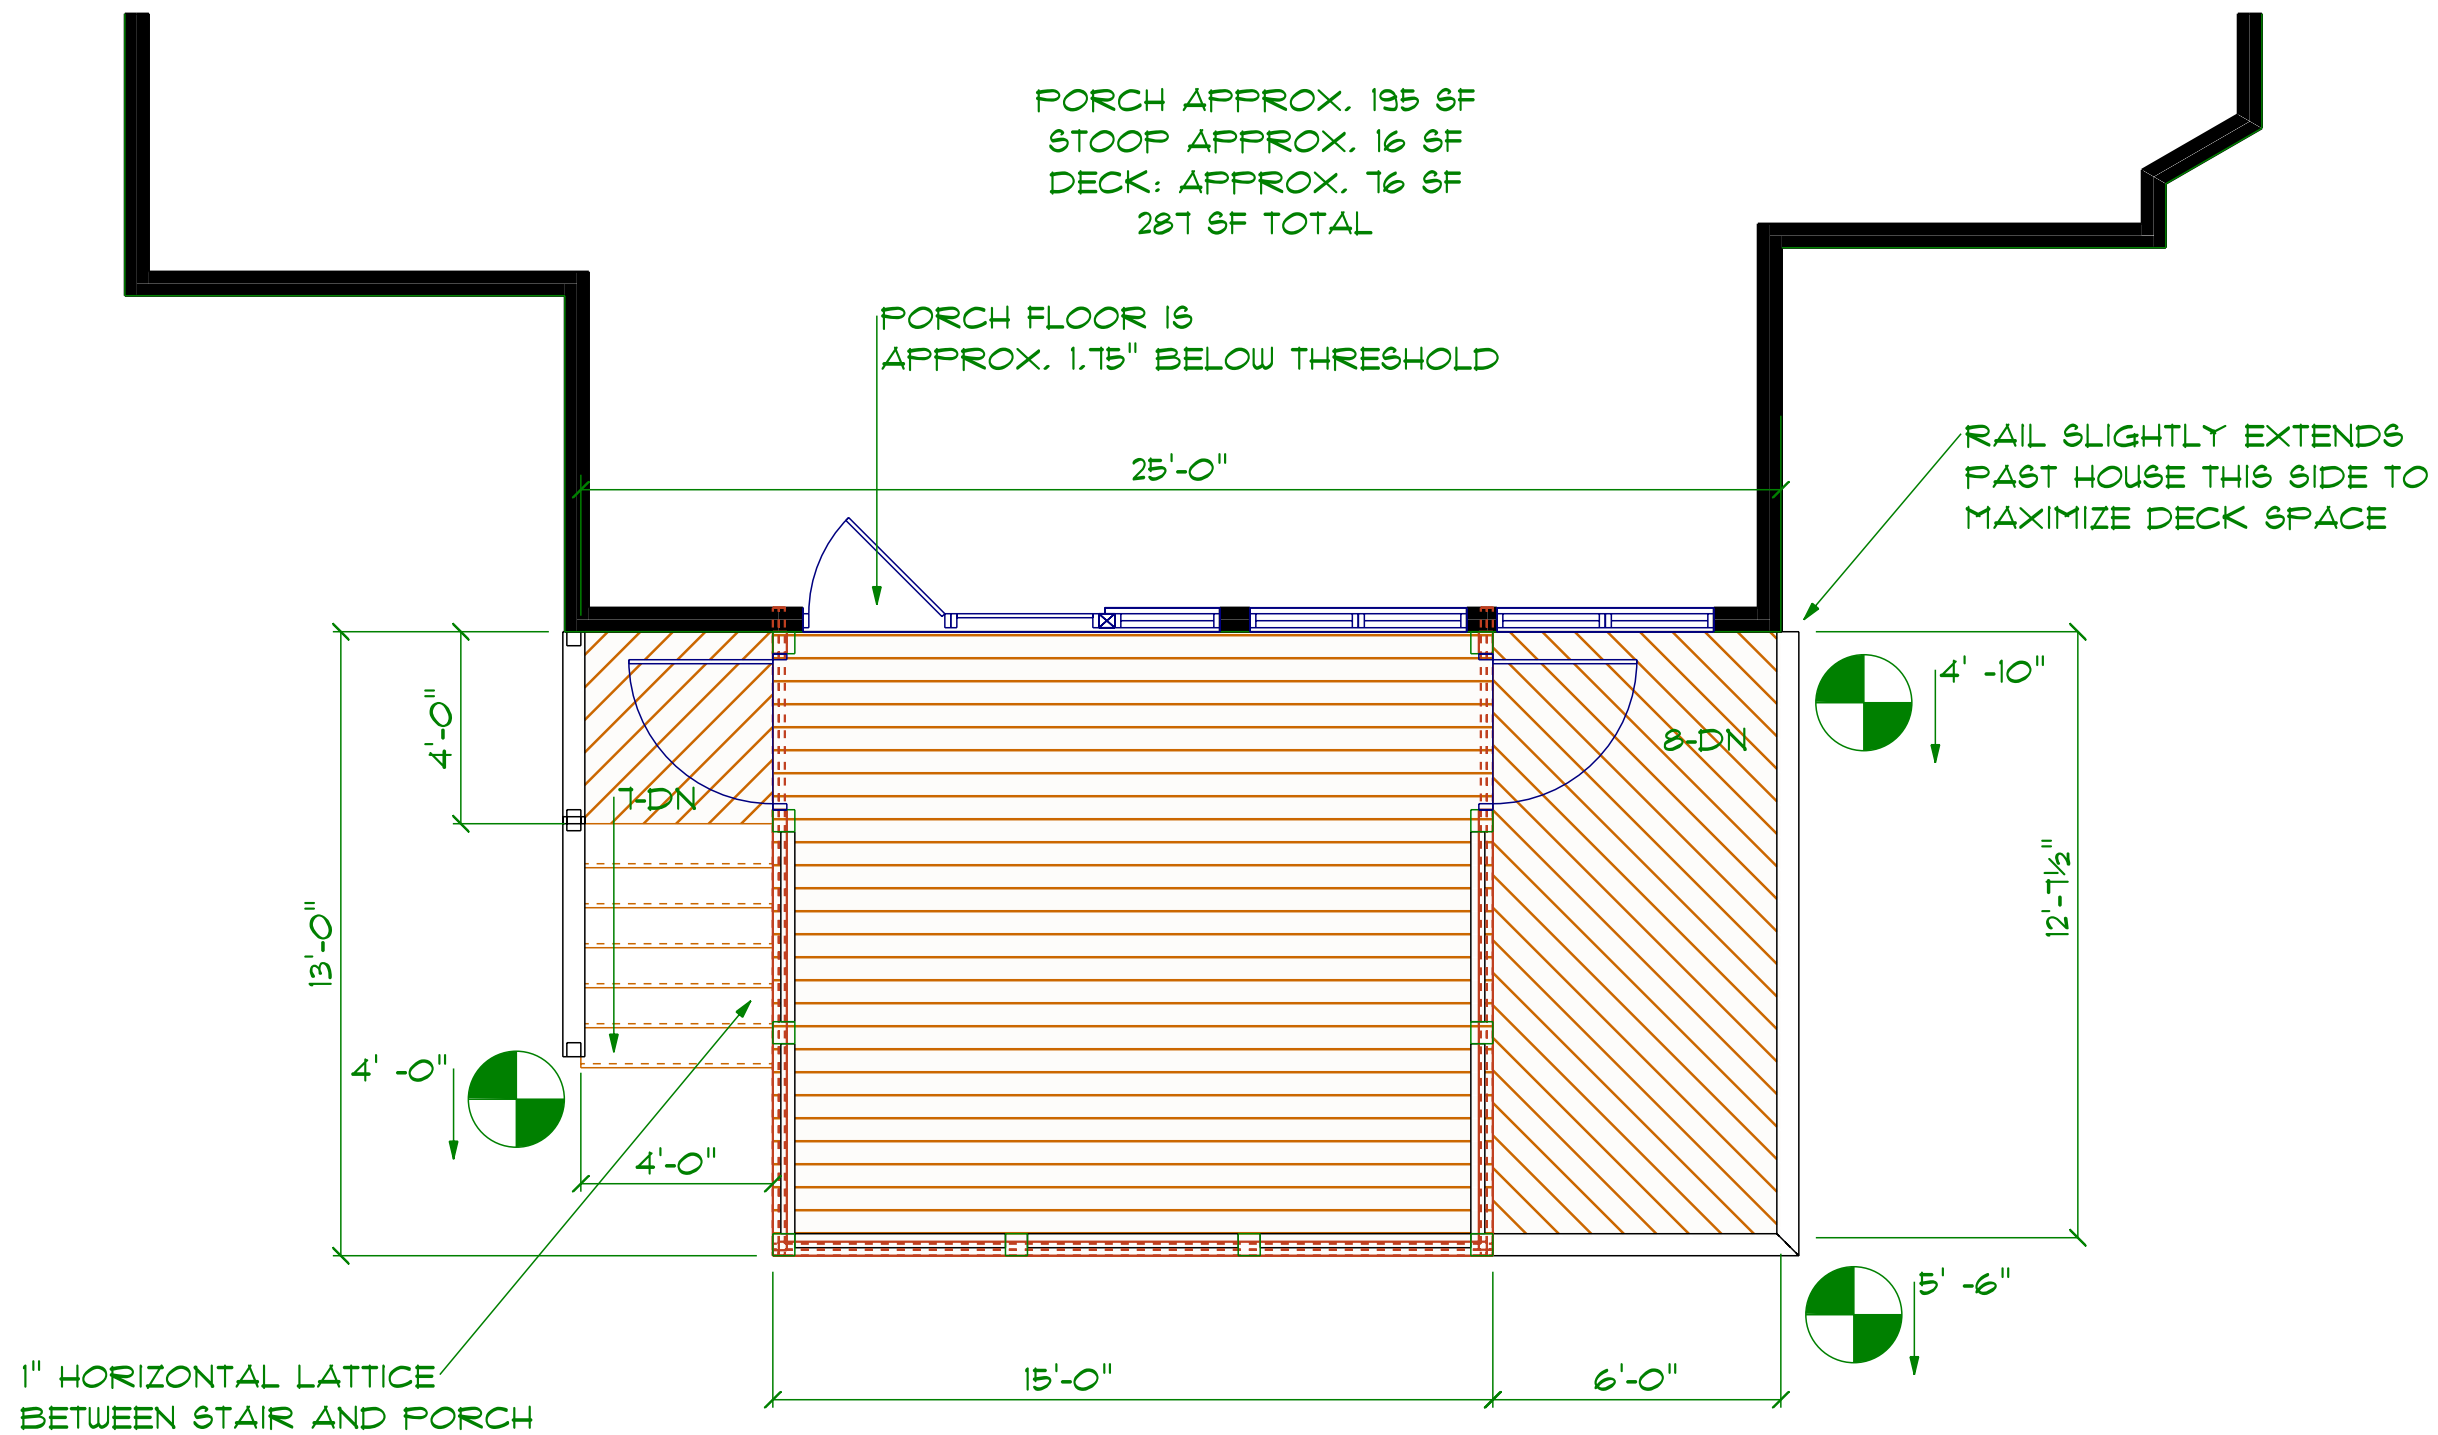 PORCH APPROX. 195 SF
STOOP APPROX. 16 SF
DECK: APPROX. 76 SF
287 SF TOTAL
PORCH FLOOR IS
APPROX. 1.75" BELOW THRESHOLD
RAIL SLIGHTLY EXTENDS
PAST HOUSE THIS SIDE TO
MAXIMIZE DECK SPACE
25'-0"
4' -10"
4'-0"
8-DN
7-DN
12'-7½"
13'-0"
4' -0"
4'-0"
5' -6"
15'-0"
6'-0"
1" HORIZONTAL LATTICE
BETWEEN STAIR AND PORCH